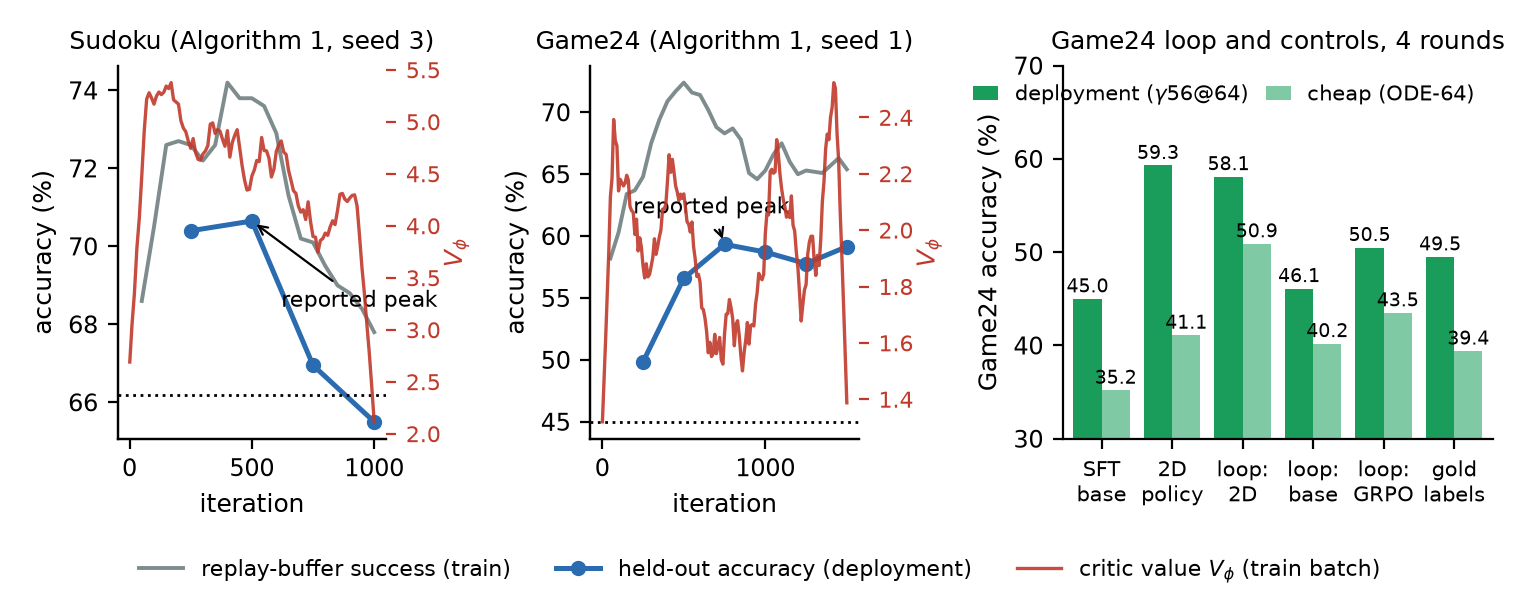 Sudoku (Algorithm 1, seed 3)
accuracy (%)
74
72
70
68
66
5.5
5.0
4.5
4.0
3.5
3.0
2.5
2.0
Vϕ
reported peak
0
500
1000
iteration
Game24 (Algorithm 1, seed 1)
accuracy (%)
70
65
60
55
50
45
2.4
2.2
2.0
1.8
1.6
1.4
Vϕ
reported peak
0
1000
iteration
Game24 loop and controls, 4 rounds
deployment (γ56@64)
cheap (ODE-64)
Game24 accuracy (%)
70
60
50
40
30
45.0
35.2
59.3
41.1
58.1
50.9
46.1
40.2
50.5
43.5
49.5
39.4
SFT
base
2D
policy
loop:
2D
loop:
base
loop:
GRPO
gold
labels
replay-buffer success (train)
held-out accuracy (deployment)
critic value Vϕ (train batch)